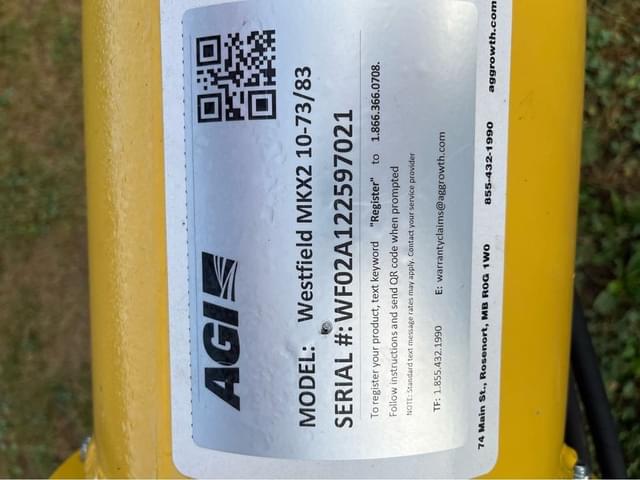 AGI
MODEL: Westfield MKX2 10-73/83
SERIAL #: WF02A122597021
To register your product, text keyword "Register" to 1.866.366.0708.
Follow instructions and send QR code when prompted
NOTE: Standard text message rates may apply. Contact your service provider
TF: 1.855.432.1990 E: warrantyclaims@aggrowth.com
74 Main St., Rosenort, MB R0G 1W0 855-432-1990 aggrowth.com